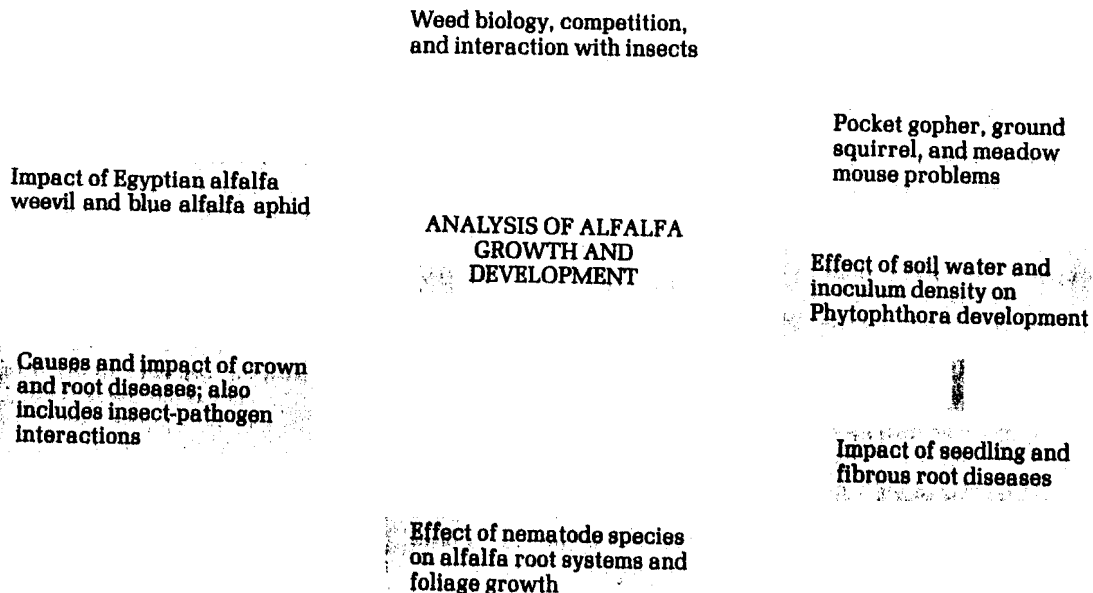 Weed biology, competition,
and interaction with insects
Pocket gopher, ground
squirrel, and meadow
mouse problems
Impact of Egyptian alfalfa
weevil and blue alfalfa aphid
ANALYSIS OF ALFALFA
GROWTH AND
DEVELOPMENT
Effect of soil water and
inoculum density on
Phytophthora development
Causes and impact of crown
and root diseases; also
includes insect-pathogen
interactions
Impact of seedling and
fibrous root diseases
Effect of nematode species
on alfalfa root systems and
foliage growth